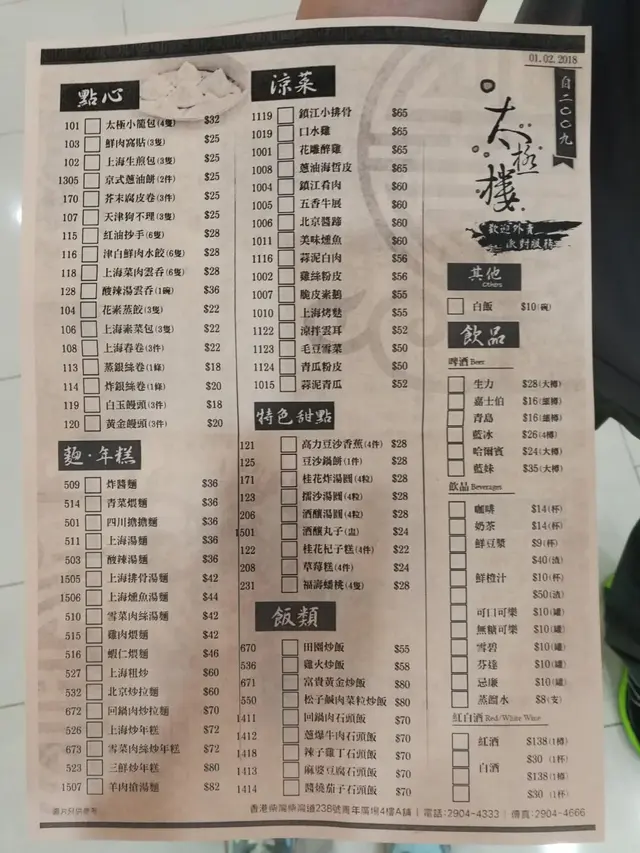 01.02.2018
自二〇〇九
太極樓
歡迎外賣
派對服務
點心
101 太極小籠包(4隻) $32
103 鮮肉窩貼(3隻) $25
102 上海生煎包(3隻) $25
1305 京式蔥油餅(2件) $25
170 芥末腐皮卷(3件) $25
107 天津狗不理(3隻) $25
115 紅油抄手(6隻) $28
116 津白鮮肉水餃(6隻) $28
118 上海菜肉雲吞(6隻) $28
128 酸辣湯雲吞(1碗) $36
104 花素蒸餃(3隻) $22
106 上海素菜包(3隻) $22
108 上海春卷(3件) $22
113 蒸銀絲卷(1條) $18
114 炸銀絲卷(1條) $20
119 白玉饅頭(3件) $18
120 黃金饅頭(3件) $20
麵·年糕
509 炸醬麵 $36
514 青菜煨麵 $36
501 四川擔擔麵 $36
511 上海湯麵 $36
503 酸辣湯麵 $36
1505 上海排骨湯麵 $42
1506 上海燻魚湯麵 $44
510 雪菜肉絲湯麵 $42
515 雞肉煨麵 $42
516 蝦仁煨麵 $46
527 上海粗炒 $60
532 北京炒拉麵 $60
672 回鍋肉炒拉麵 $70
526 上海炒年糕 $72
673 雪菜肉絲炒年糕 $72
523 三鮮炒年糕 $80
1507 羊肉搶湯麵 $82
圖片只供參考
涼菜
1119 鎮江小排骨 $65
1019 口水雞 $65
1001 花雕醉雞 $65
1008 蔥油海哲皮 $65
1004 鎮江肴肉 $60
1005 五香牛展 $60
1006 北京醬蹄 $60
1011 美味燻魚 $60
1116 蒜泥白肉 $56
1002 雞絲粉皮 $56
1007 脆皮素鵝 $55
1010 上海烤麩 $55
1122 涼拌雲耳 $52
1123 毛豆雪菜 $50
1124 青瓜粉皮 $50
1015 蒜泥青瓜 $52
特色甜點
121 高力豆沙香蕉(4件) $28
125 豆沙鍋餅(1件) $28
171 桂花炸湯圓(4粒) $28
123 擂沙湯圓(4粒) $28
206 酒釀湯圓(4粒) $28
1501 酒釀丸子(盅) $24
122 桂花杞子糕(4件) $22
208 草莓糕(4件) $24
231 福壽蟠桃(4隻) $28
飯類
670 田園炒飯 $55
536 雞火炒飯 $58
671 富貴黃金炒飯 $80
550 松子鹹肉菜粒炒飯 $80
1411 回鍋肉石頭飯 $70
1412 蔥爆牛肉石頭飯 $70
1418 辣子雞丁石頭飯 $70
1413 麻婆豆腐石頭飯 $70
1414 醬燒茄子石頭飯 $70
其他
Others
白飯 $10(碗)
飲品
啤酒 Beer
生力 $28(大樽)
嘉士伯 $16(細樽)
青島 $16(細樽)
藍冰 $26(4樽)
哈爾賓 $24(大樽)
藍妹 $35(大樽)
飲品 Beverages
咖啡 $14(杯)
奶茶 $14(杯)
鮮豆漿 $9(杯)
$40(渣)
鮮橙汁 $10(杯)
$50(渣)
可口可樂 $10(罐)
無糖可樂 $10(罐)
雪碧 $10(罐)
芬達 $10(罐)
忌廉 $10(罐)
蒸餾水 $8(支)
紅白酒 Red/White Wine
紅酒 $138(1樽)
$30 (1杯)
白酒 $138(1樽)
$30 (1杯)
香港柴灣柴灣道238號青年廣場4樓A舖 | 電話:2904-4333 | 傳真:2904-4666